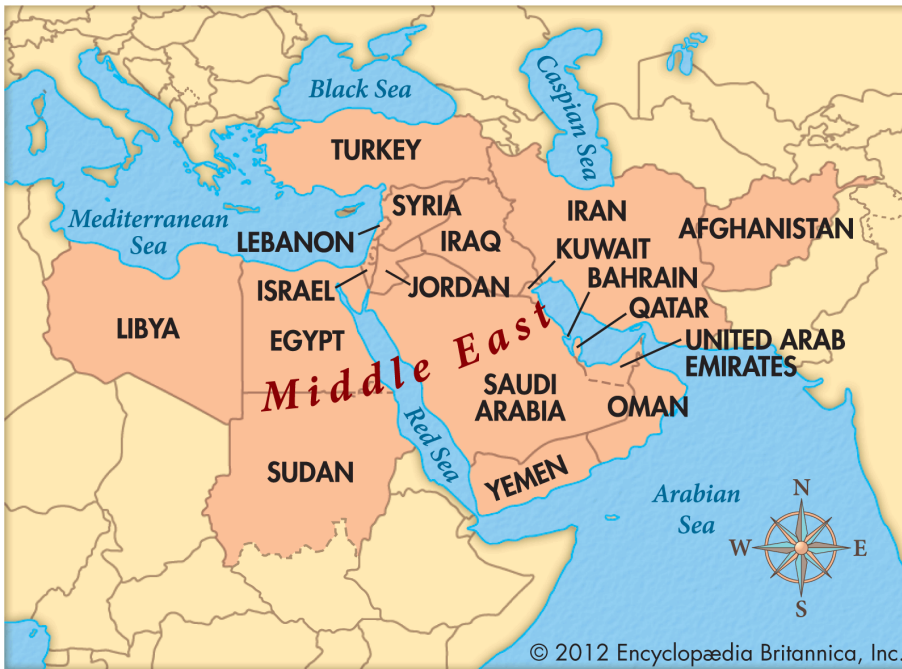 Black Sea
Caspian Sea
TURKEY
Mediterranean
Sea
SYRIA
IRAN
AFGHANISTAN
LEBANON
IRAQ
KUWAIT
ISRAEL
JORDAN
BAHRAIN
QATAR
LIBYA
EGYPT
UNITED ARAB
EMIRATES
Middle East
SAUDI
ARABIA
OMAN
Red Sea
SUDAN
YEMEN
Arabian
Sea
N
W
E
S
© 2012 Encyclopædia Britannica, Inc.